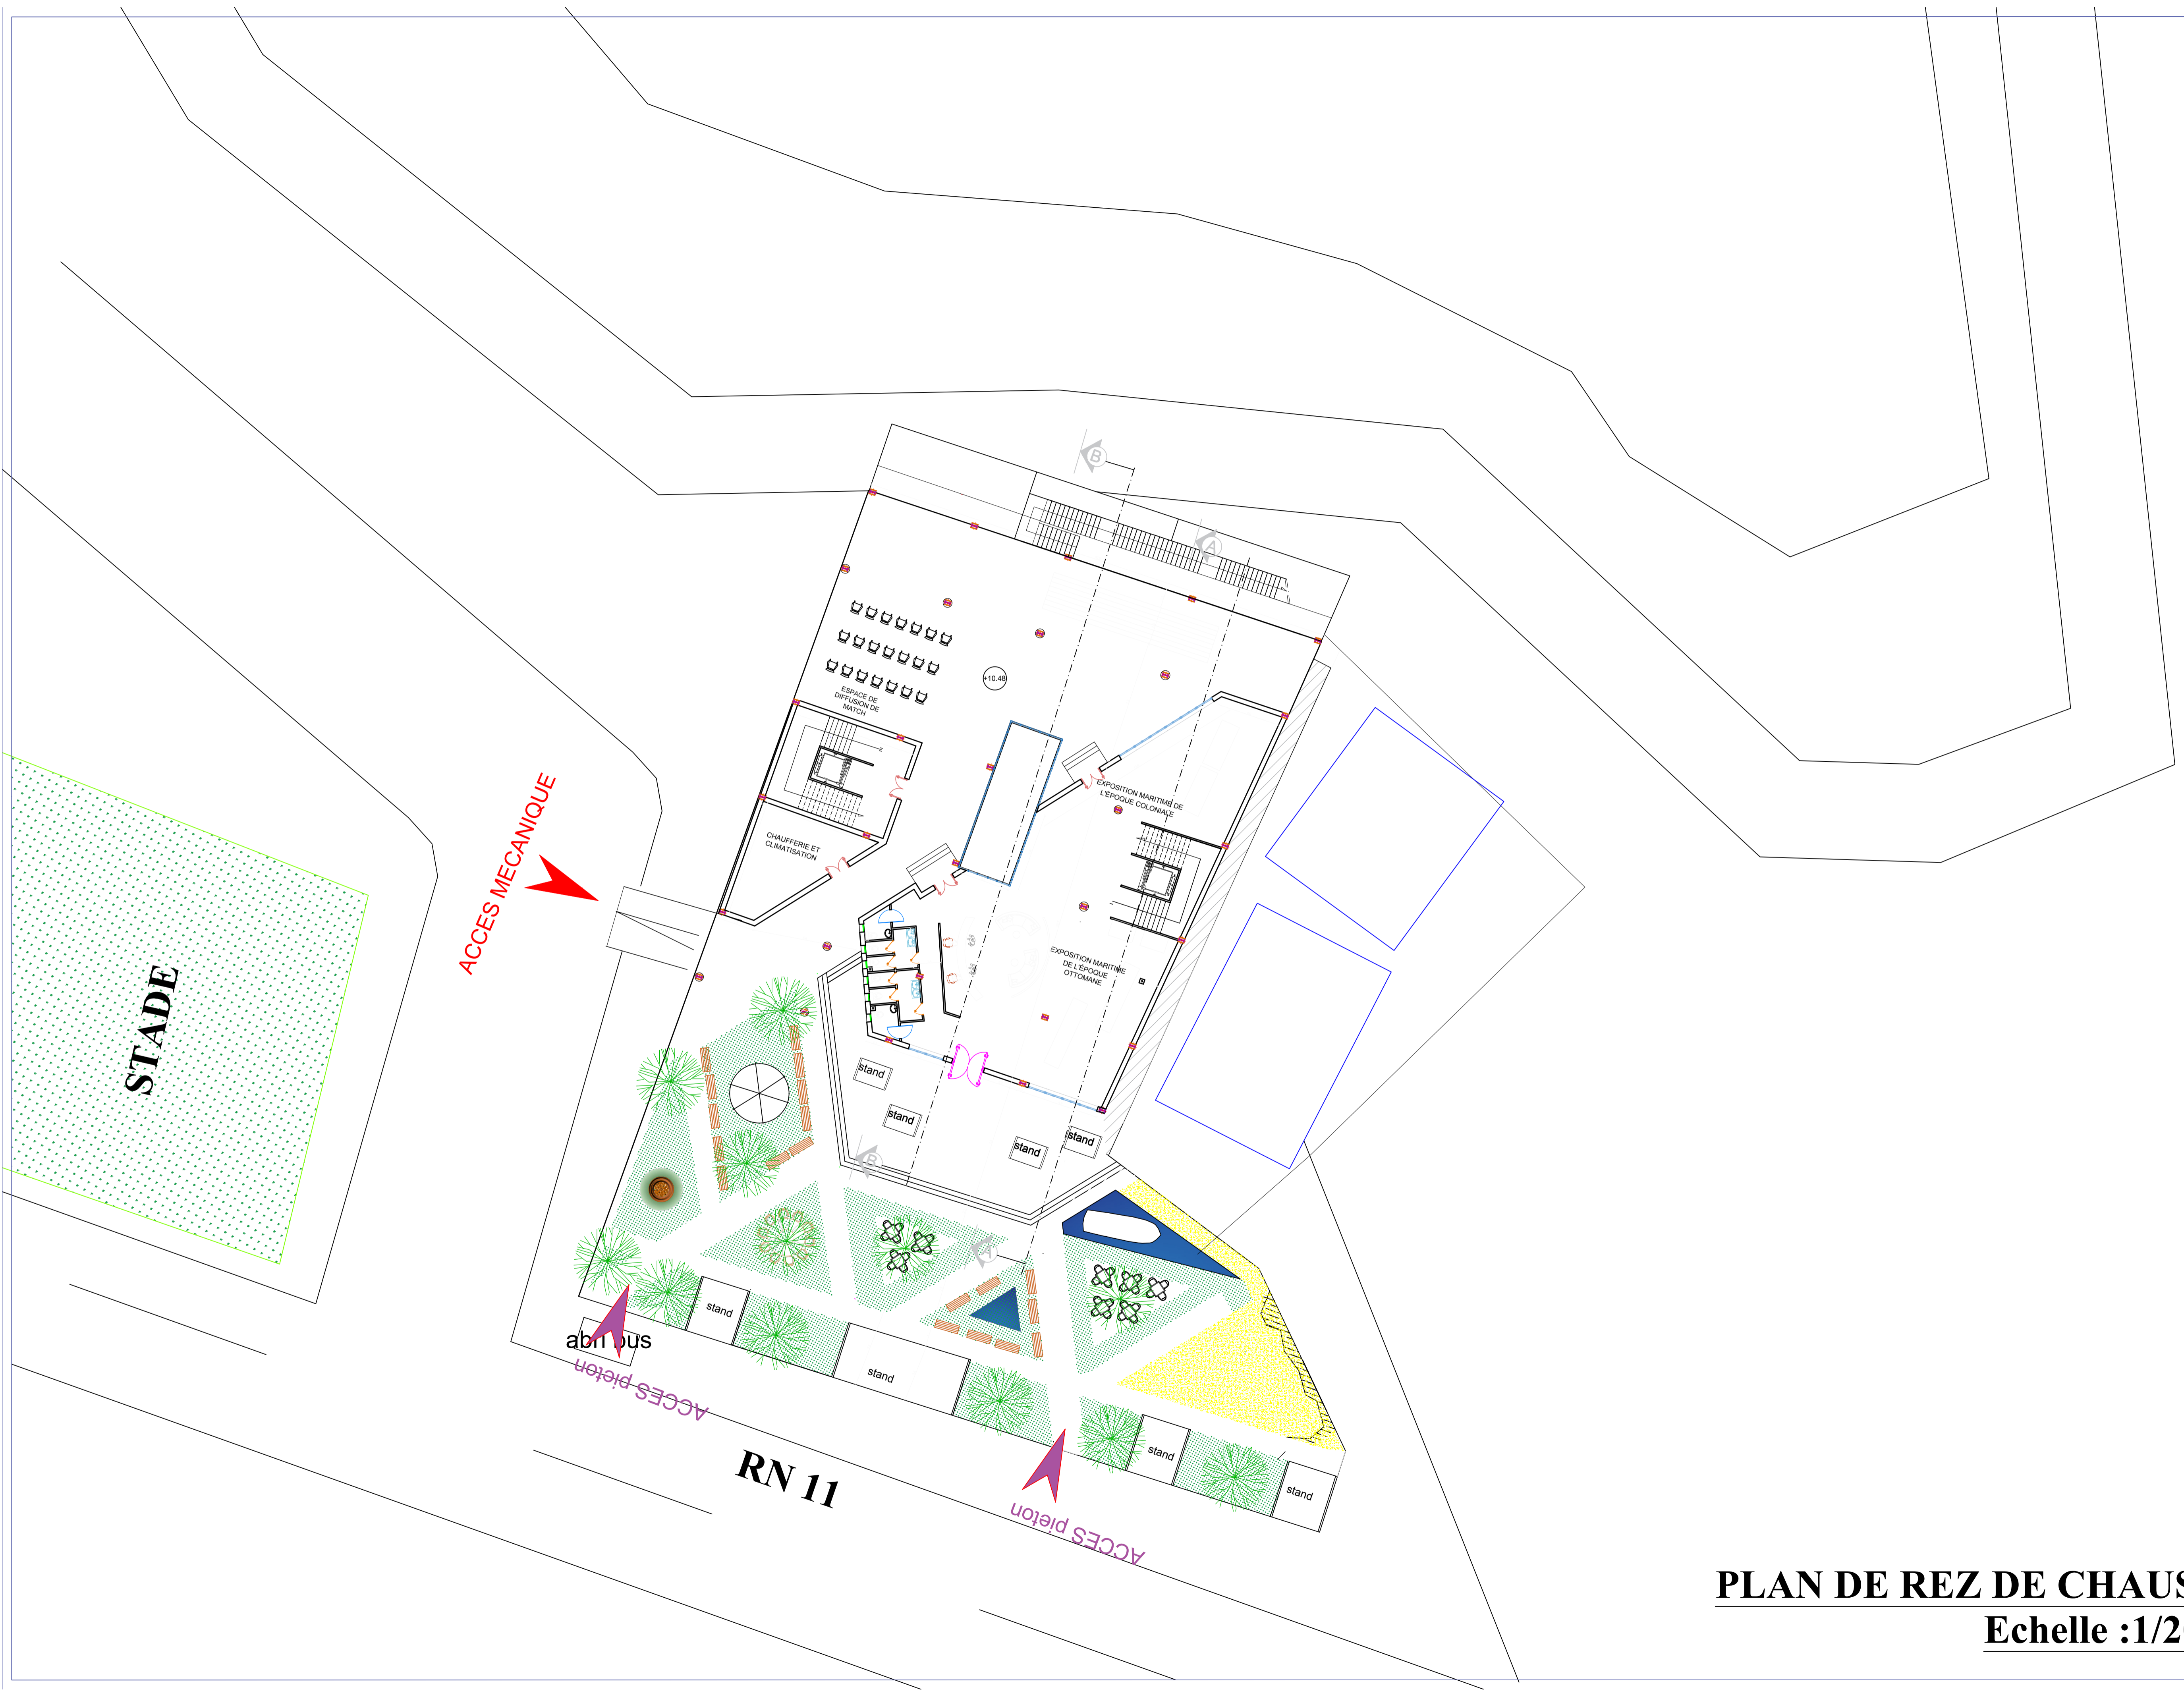 B
A
+10.48
ESPACE DE
DIFFUSION DE
MATCH
EXPOSITION MARITIME DE
L'ÉPOQUE COLONIALE
CHAUFFERIE ET
CLIMATISATION
ACCES MECANIQUE
STADE
EXPOSITION MARITIME
DE L'ÉPOQUE
OTTOMANE
stand
stand
stand
stand
B
A
stand
abri bus
stand
ACCES pieton
stand
stand
RN 11
ACCES pieton
PLAN DE REZ DE CHAUS
Echelle :1/2